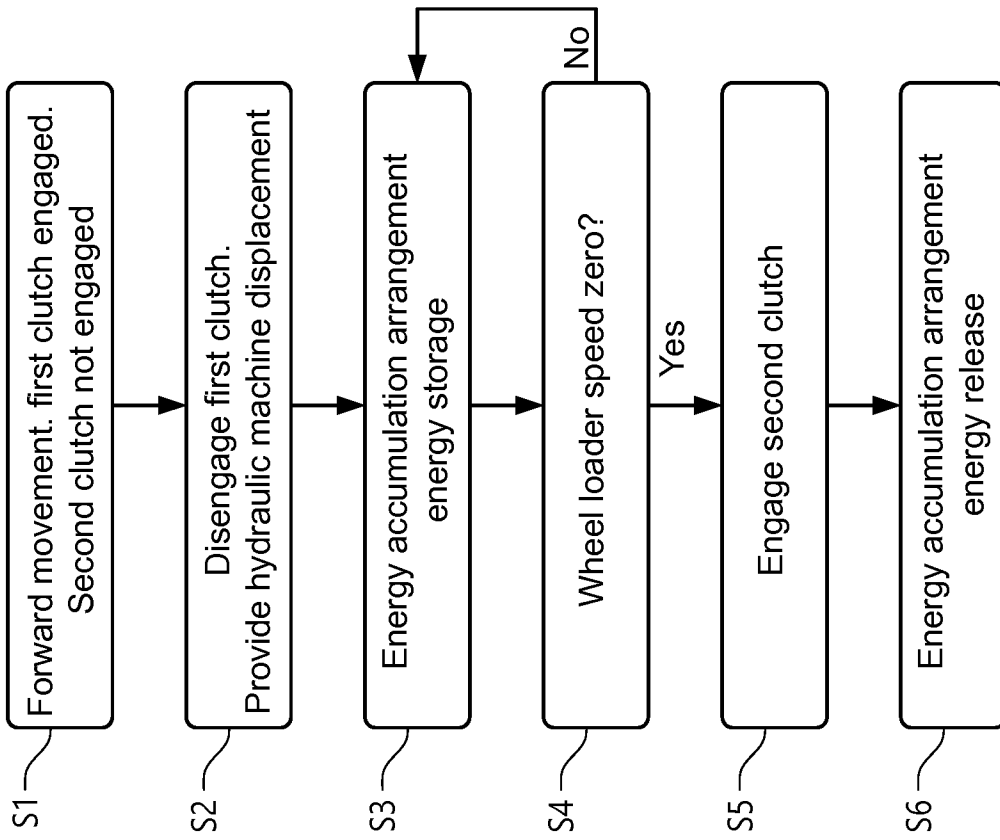 S1
Forward movement. first clutch engaged.
Second clutch not engaged
S2
Disengage first clutch.
Provide hydraulic machine displacement
S3
Energy accumulation arrangement
energy storage
No
S4
Wheel loader speed zero?
Yes
S5
Engage second clutch
S6
Energy accumulation arrangement
energy release